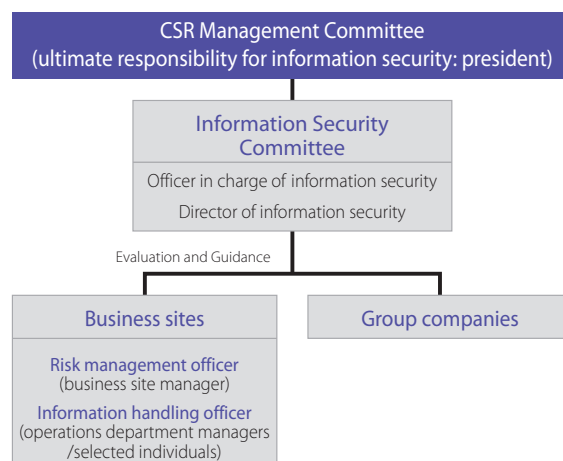 CSR Management Committee
(ultimate responsibility for information security: president)
Information Security
Committee
Officer in charge of information security
Director of information security
Evaluation and Guidance
Business sites
Risk management officer
(business site manager)
Information handling officer
(operations department managers
/selected individuals)
Group companies